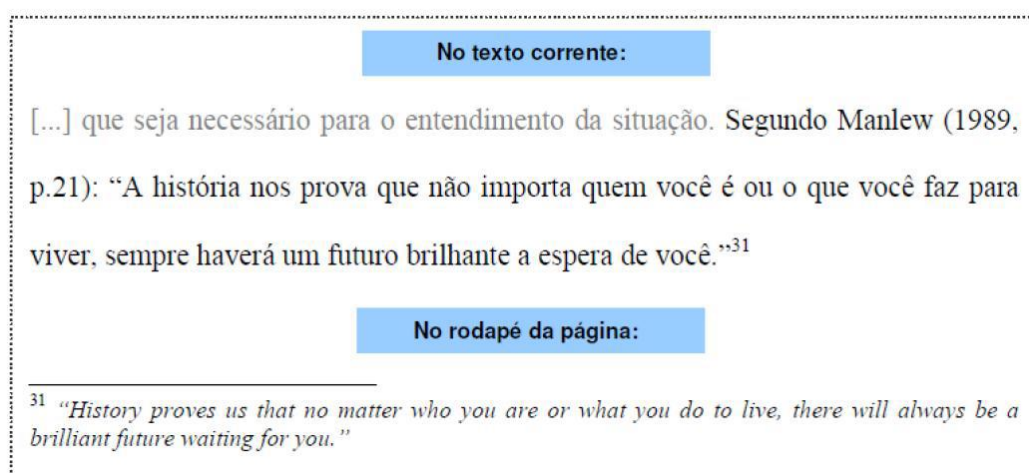 No texto corrente:
[...] que seja necessário para o entendimento da situação. Segundo Manlew (1989,
p.21): “A história nos prova que não importa quem você é ou o que você faz para
viver, sempre haverá um futuro brilhante a espera de você.”31
No rodapé da página:
31 “History proves us that no matter who you are or what you do to live, there will always be a
brilliant future waiting for you.”